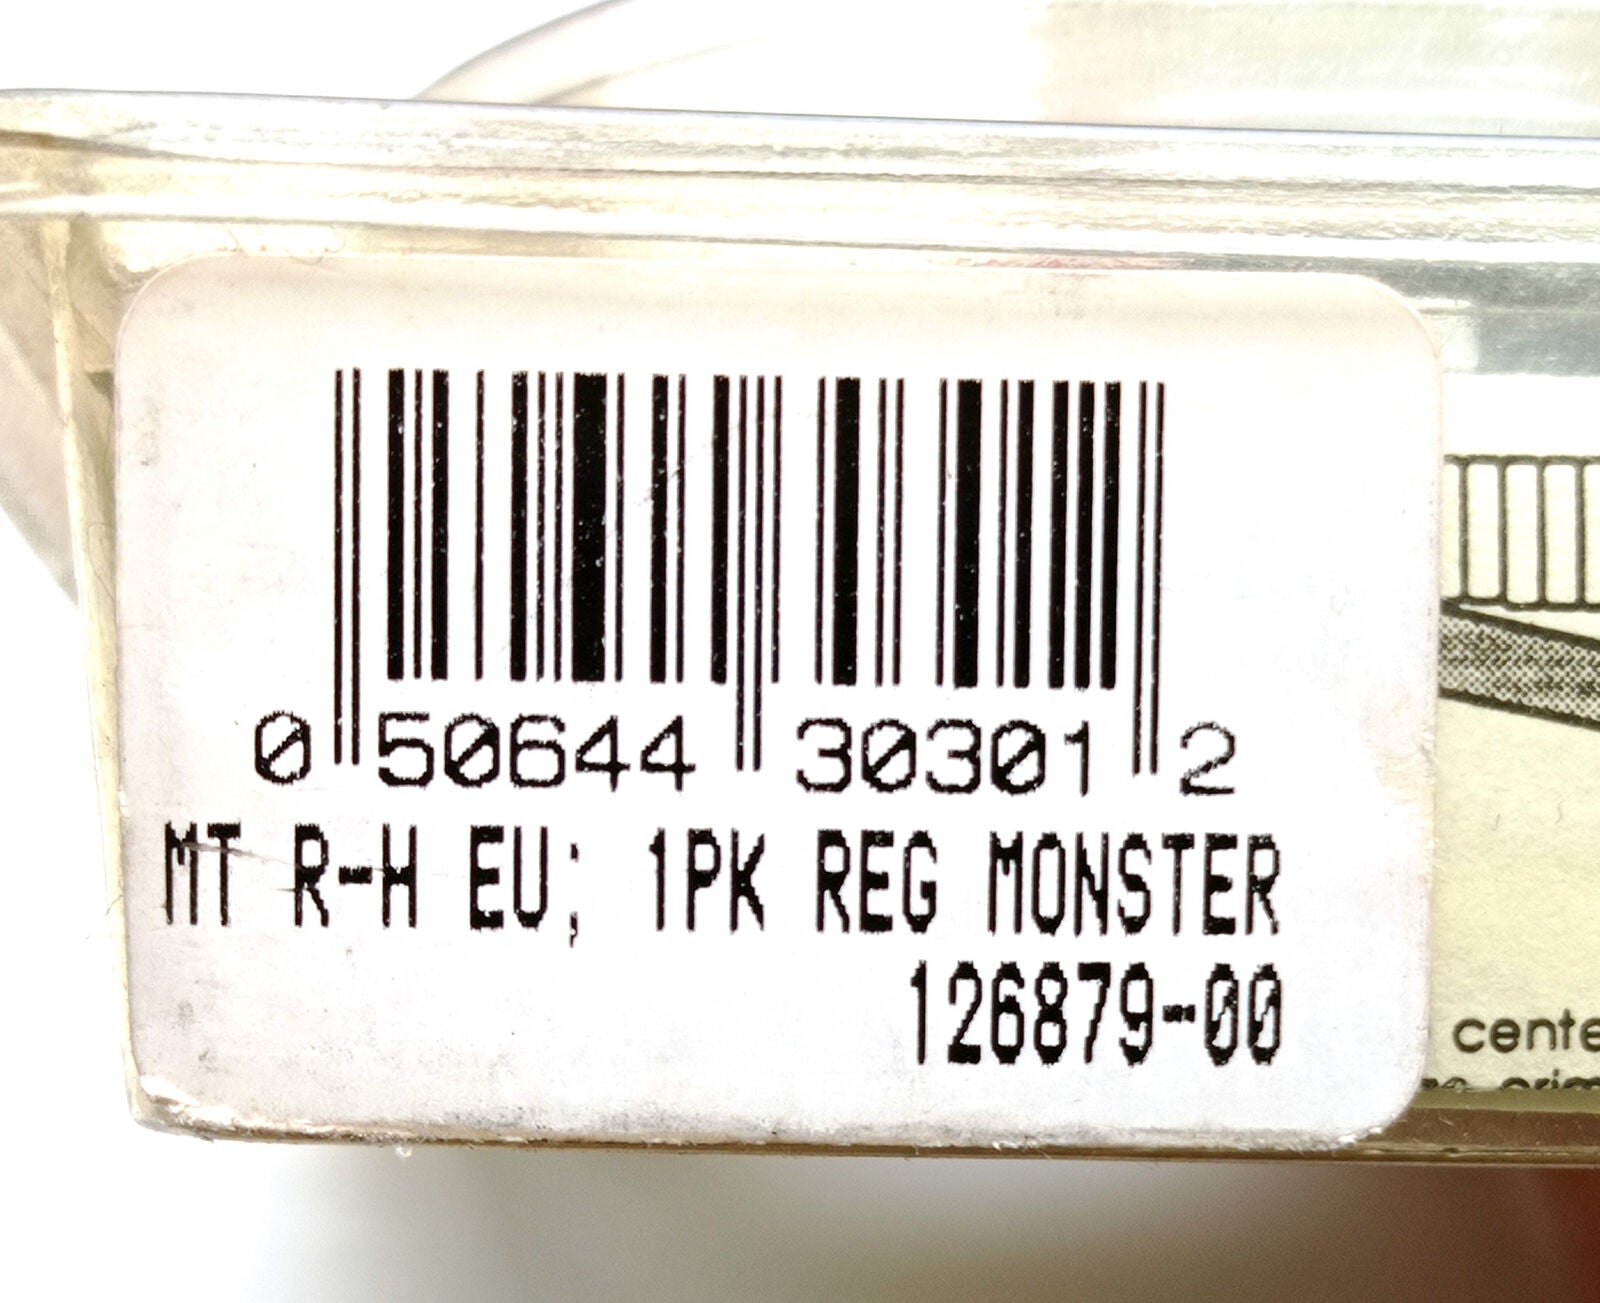 0 50644 30301 2
MT R-H EU; 1PK REG MONSTER
126879-00
cente